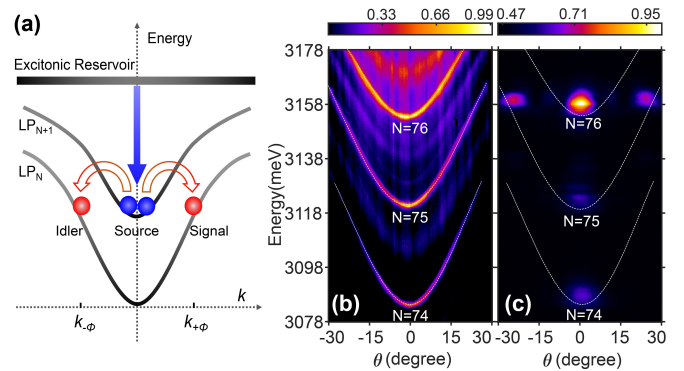 (a)
Energy
Excitonic Reservoir
LP_{N+1}
LP_N
Idler
Source
Signal
k
k_{-Φ}
k_{+Φ}
0.33 0.66 0.99
3178
3158
3138
3118
3098
3078
Energy(meV)
N=76
N=75
N=74
(b)
-30 -15 0 15 30
θ (degree)
0.47 0.71 0.95
N=76
N=75
N=74
(c)
-15 0 15 30
θ (degree)